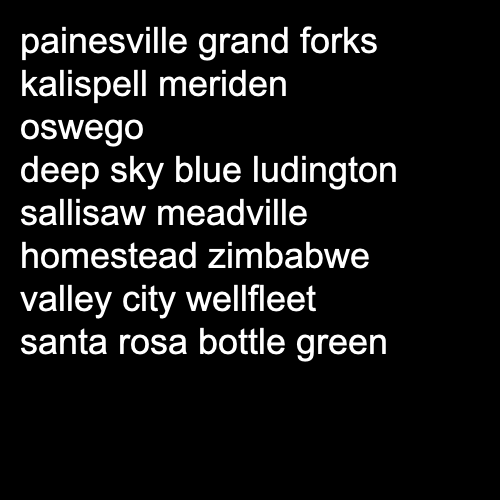 painesville grand forks
kalispell meriden
oswego
deep sky blue ludington
sallisaw meadville
homestead zimbabwe
valley city wellfleet
santa rosa bottle green